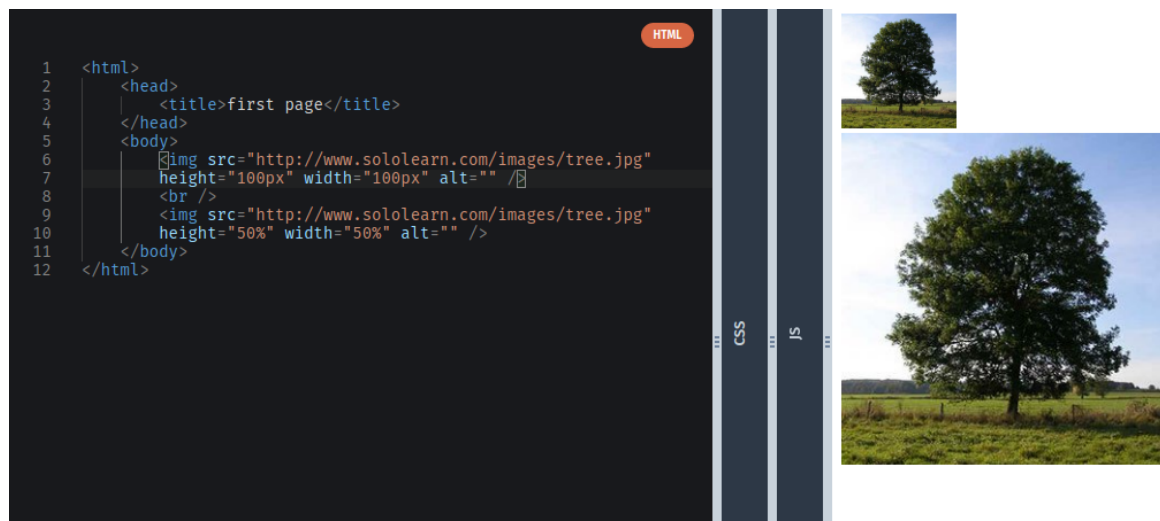 HTML
1 <html>
2 <head>
3 <title>first page</title>
4 </head>
5 <body>
6 <img src="http://www.sololearn.com/images/tree.jpg"
7 height="100px" width="100px" alt="" />
8 <br />
9 <img src="http://www.sololearn.com/images/tree.jpg"
10 height="50%" width="50%" alt="" />
11 </body>
12 </html>
CSS
JS